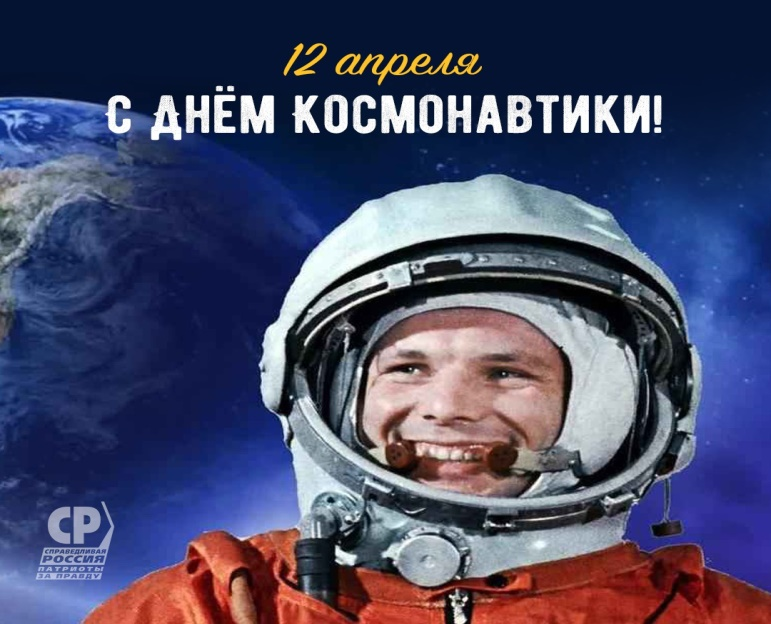 12 апреля
С ДНЁМ КОСМОНАВТИКИ!
СР
СПРАВЕДЛИВАЯ
РОССИЯ
ПАТРИОТЫ
ЗА ПРАВДУ